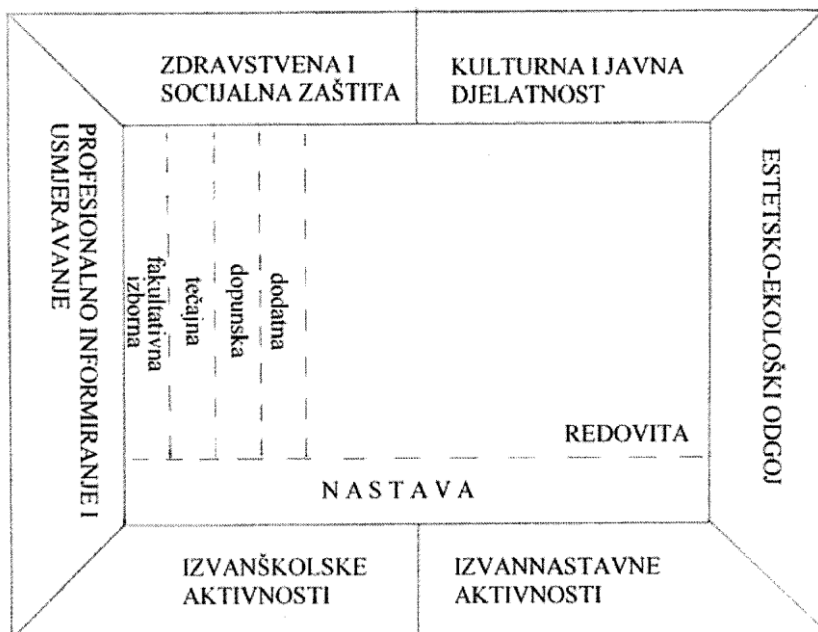 ZDRAVSTVENA I
SOCIJALNA ZAŠTITA
KULTURNA I JAVNA
DJELATNOST
PROFESIONALNO INFORMIRANJE I
USMJERAVANJE
fakultativna
izborna
tečajna
dopunska
dodatna
ESTETSKO-EKOLOŠKI ODGOJ
REDOVITA
NASTAVA
IZVANŠKOLSKE
AKTIVNOSTI
IZVANNASTAVNE
AKTIVNOSTI